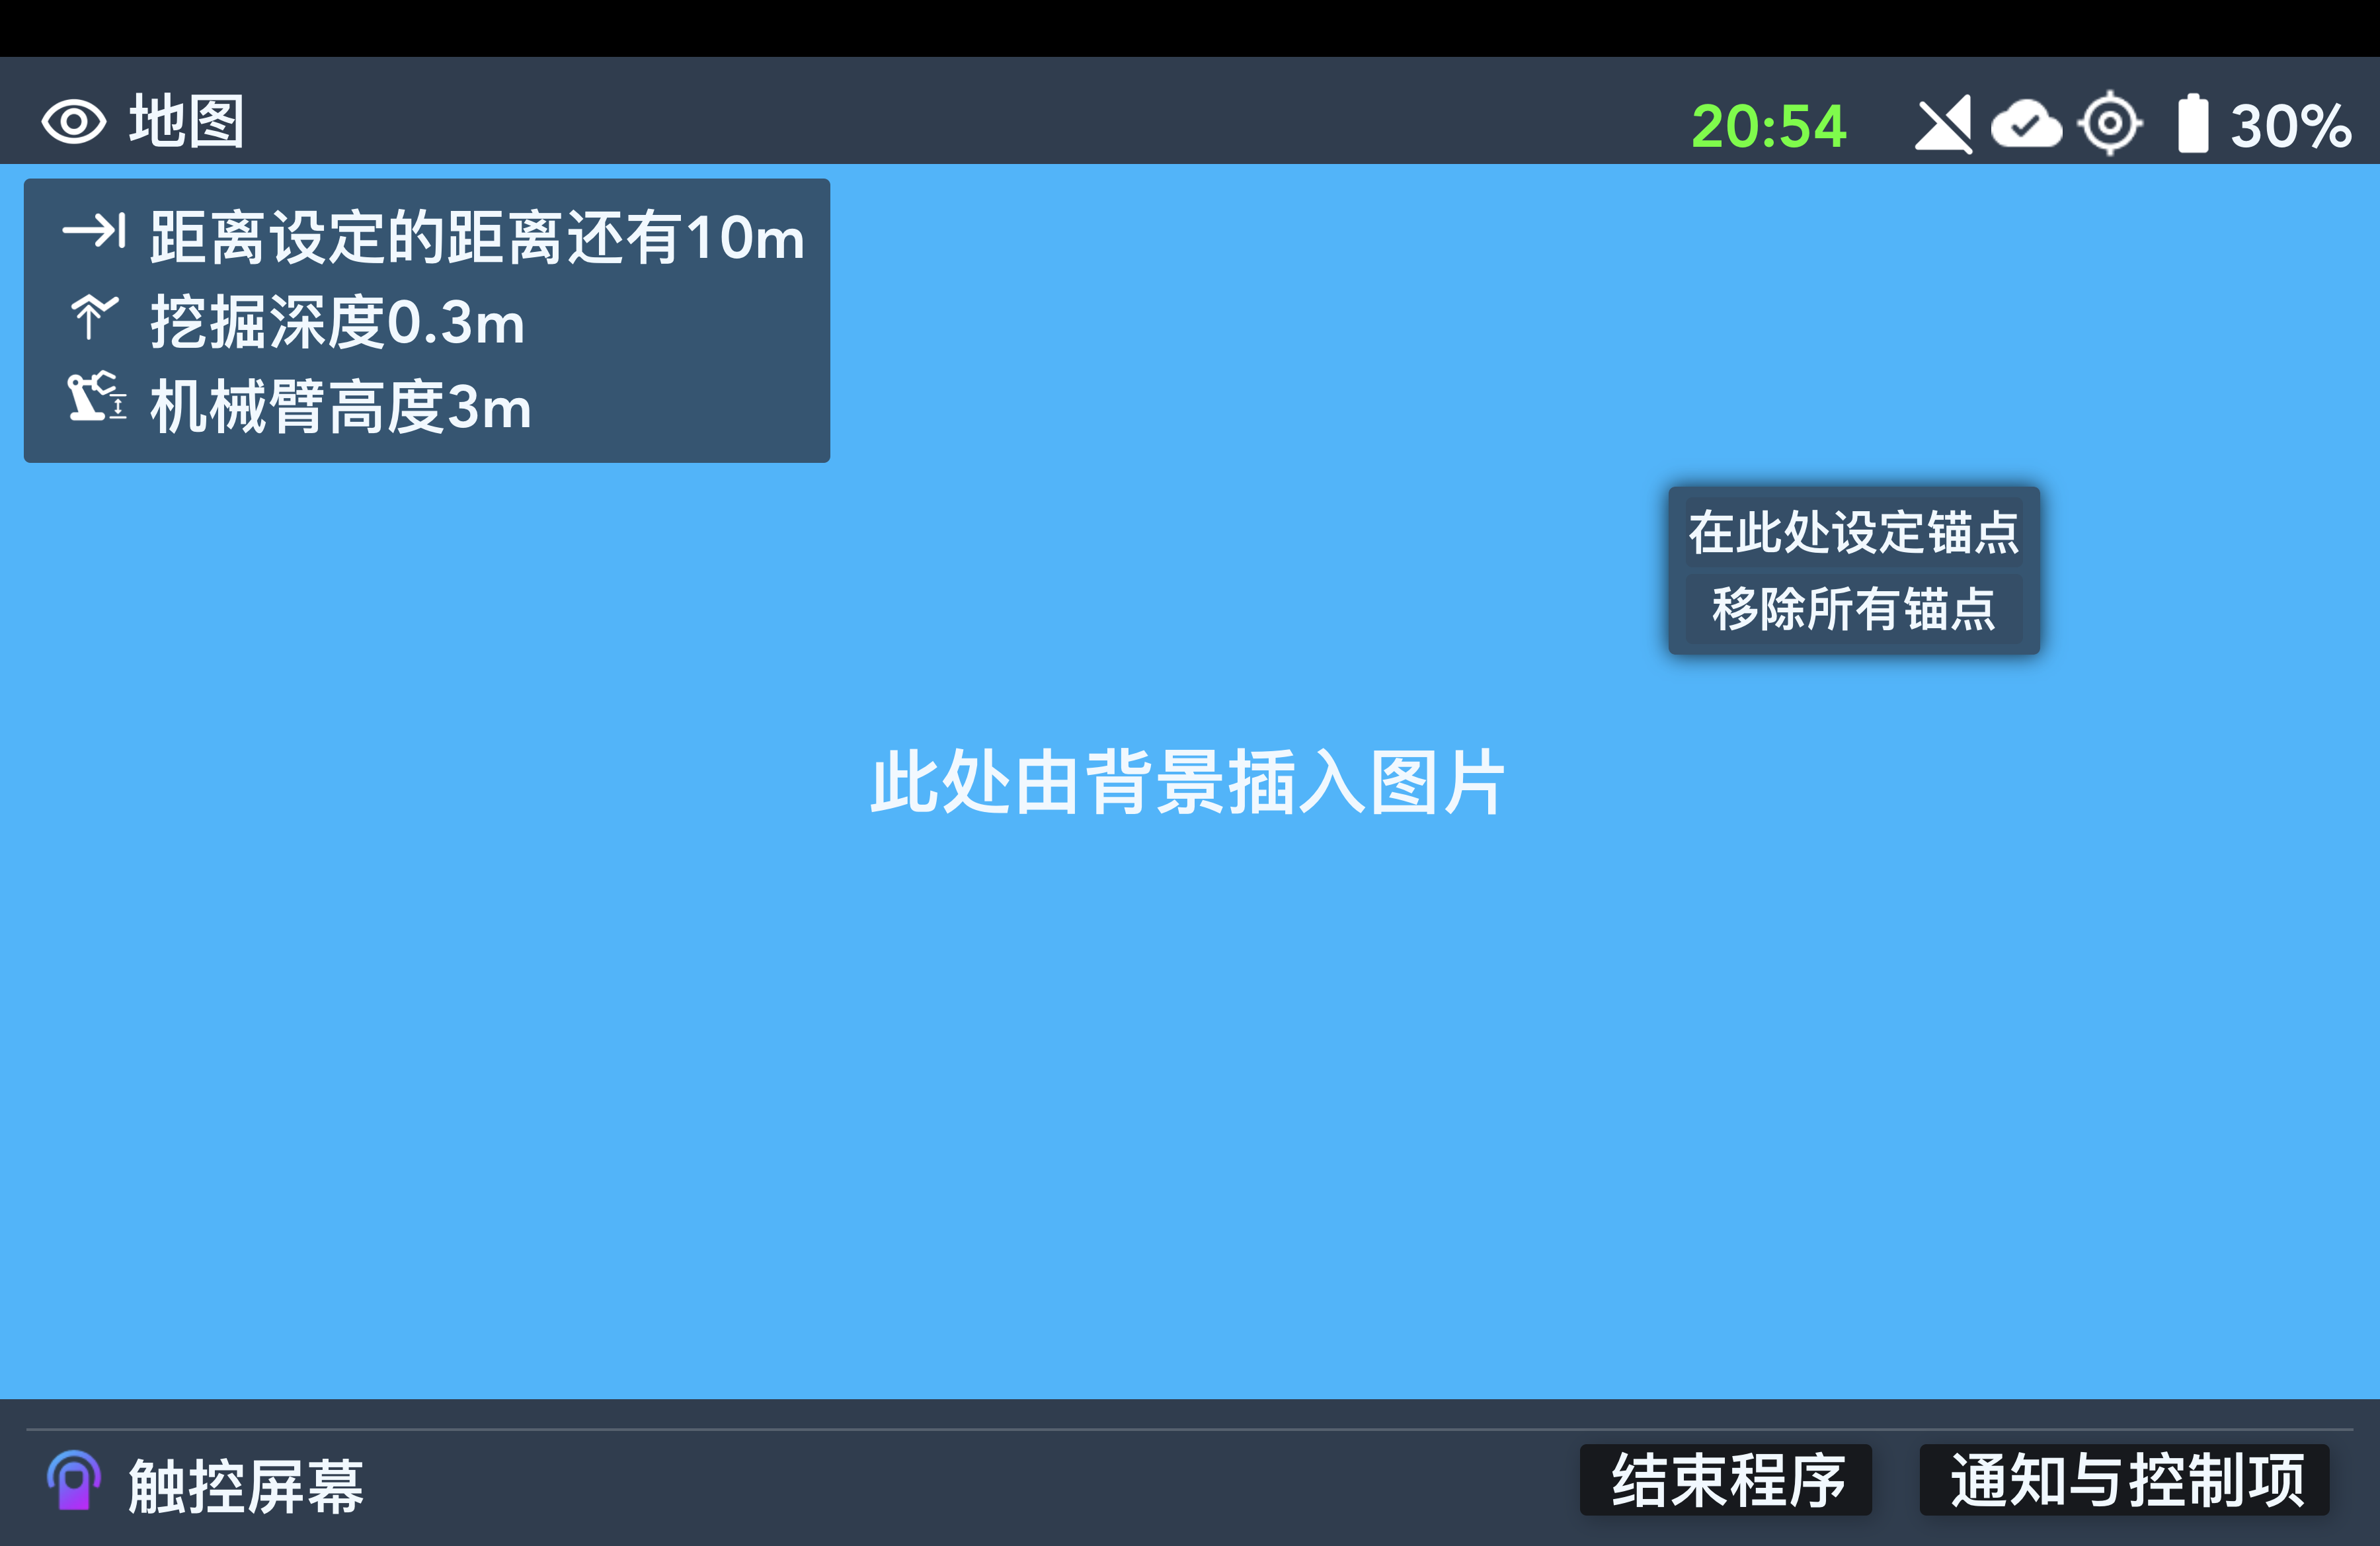 地图
20:54
30%
距离设定的距离还有10m
挖掘深度0.3m
机械臂高度3m
在此处设定锚点
移除所有锚点
此处由背景插入图片
触控屏幕
结束程序
通知与控制项